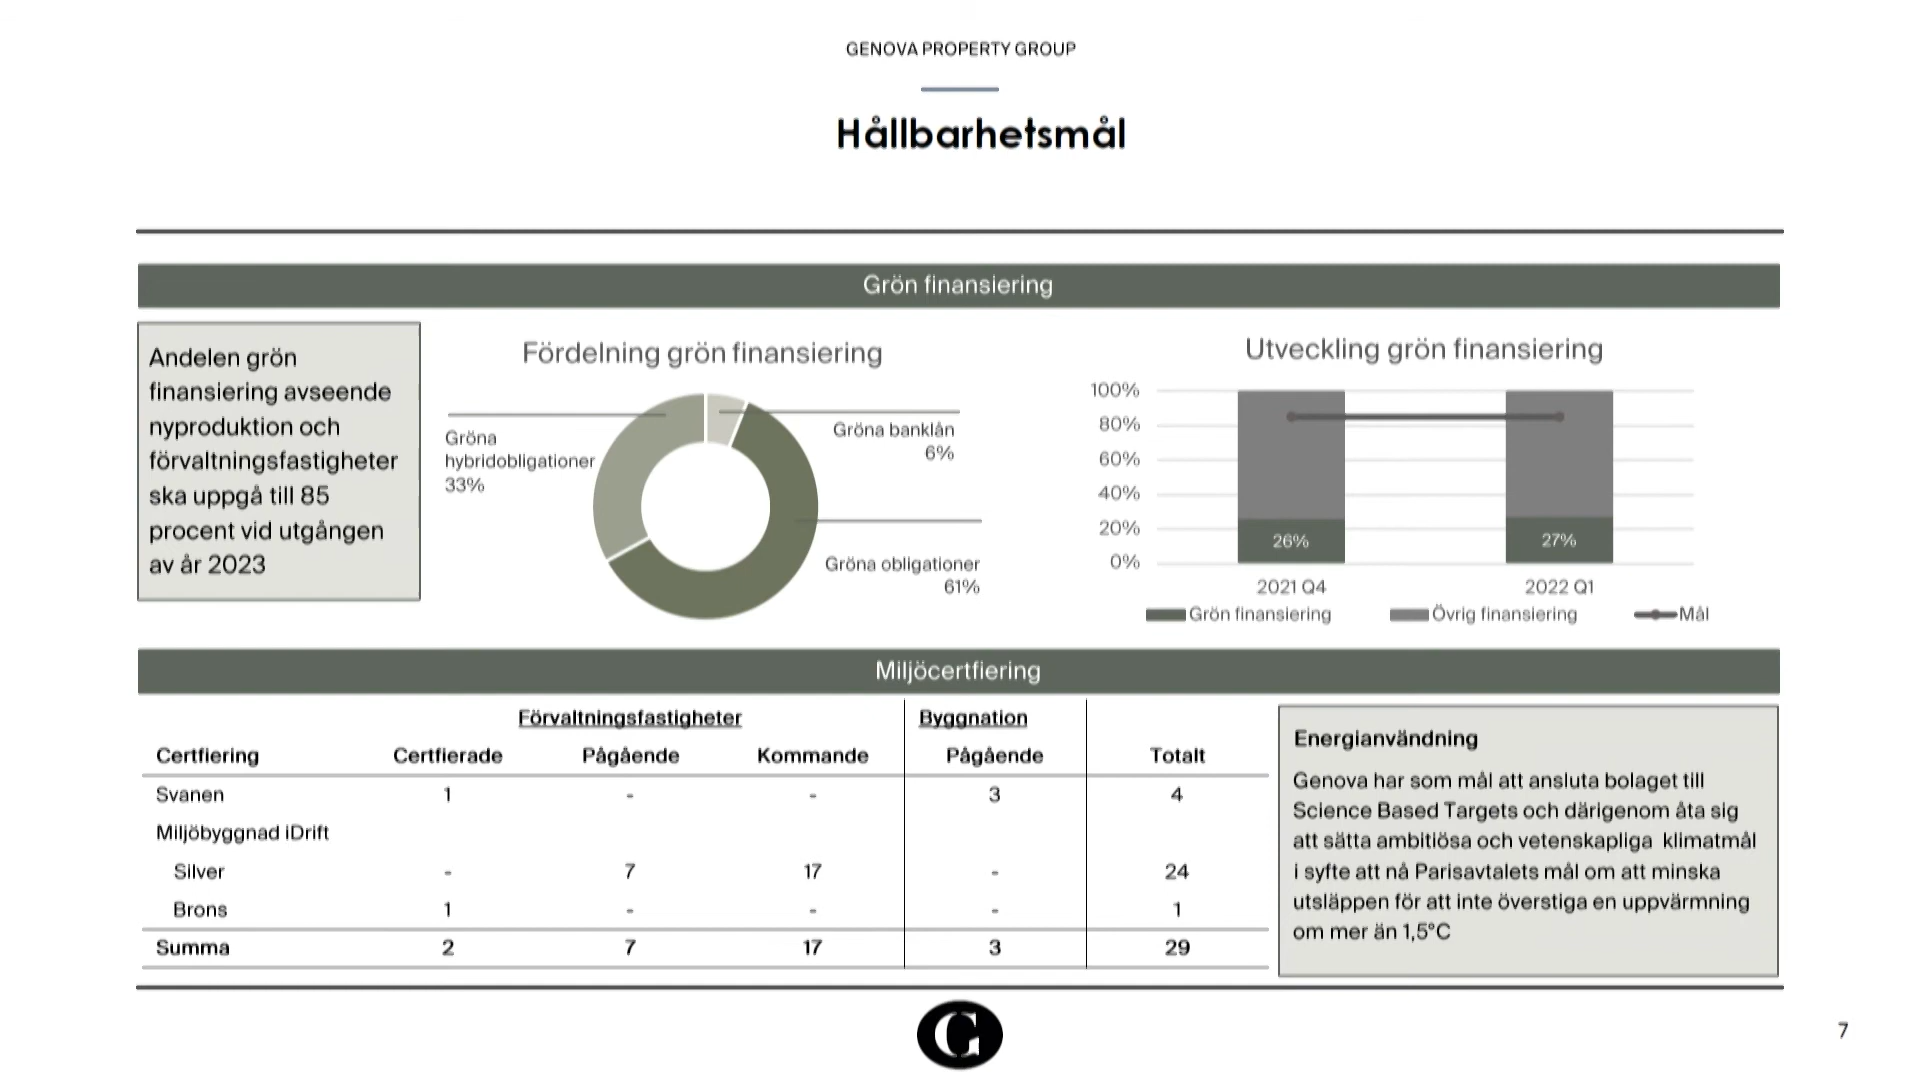 GENOVA PROPERTY GROUP
Hållbarhetsmål
Grön finansiering
Andelen grön
finansiering avseende
nyproduktion och
förvaltningsfastigheter
ska uppgå till 85
procent vid utgången
av år 2023
Fördelning grön finansiering
Gröna
hybridobligationer
33%
Gröna banklån
6%
Gröna obligationer
61%
Utveckling grön finansiering
100%
80%
60%
40%
20%
0%
26%
27%
2021 Q4
2022 Q1
Grön finansiering
Övrig finansiering
Mål
Miljöcertfiering
Förvaltningsfastigheter Byggnation
Certfiering Certfierade Pågående Kommande Pågående Totalt
Svanen 1 - - 3 4
Miljöbyggnad iDrift
Silver - 7 17 - 24
Brons 1 - - - 1
Summa 2 7 17 3 29
Energianvändning
Genova har som mål att ansluta bolaget till
Science Based Targets och därigenom åta sig
att sätta ambitiösa och vetenskapliga klimatmål
i syfte att nå Parisavtalets mål om att minska
utsläppen för att inte överstiga en uppvärmning
om mer än 1,5°C
G
7